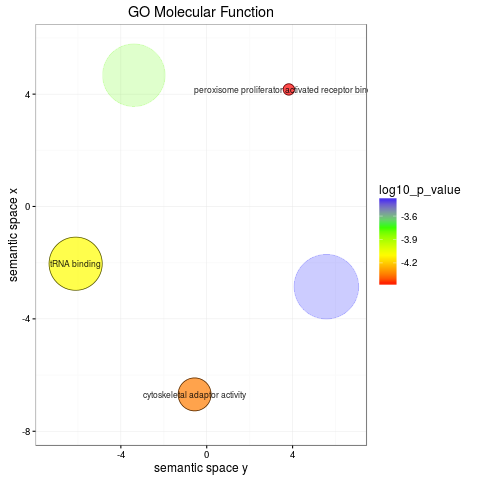 GO Molecular Function
peroxisome proliferator activated receptor bin
tRNA binding
cytoskeletal adaptor activity
4
0
-4
-8
-4
0
4
semantic space x
semantic space y
log10_p_value
-3.6
-3.9
-4.2